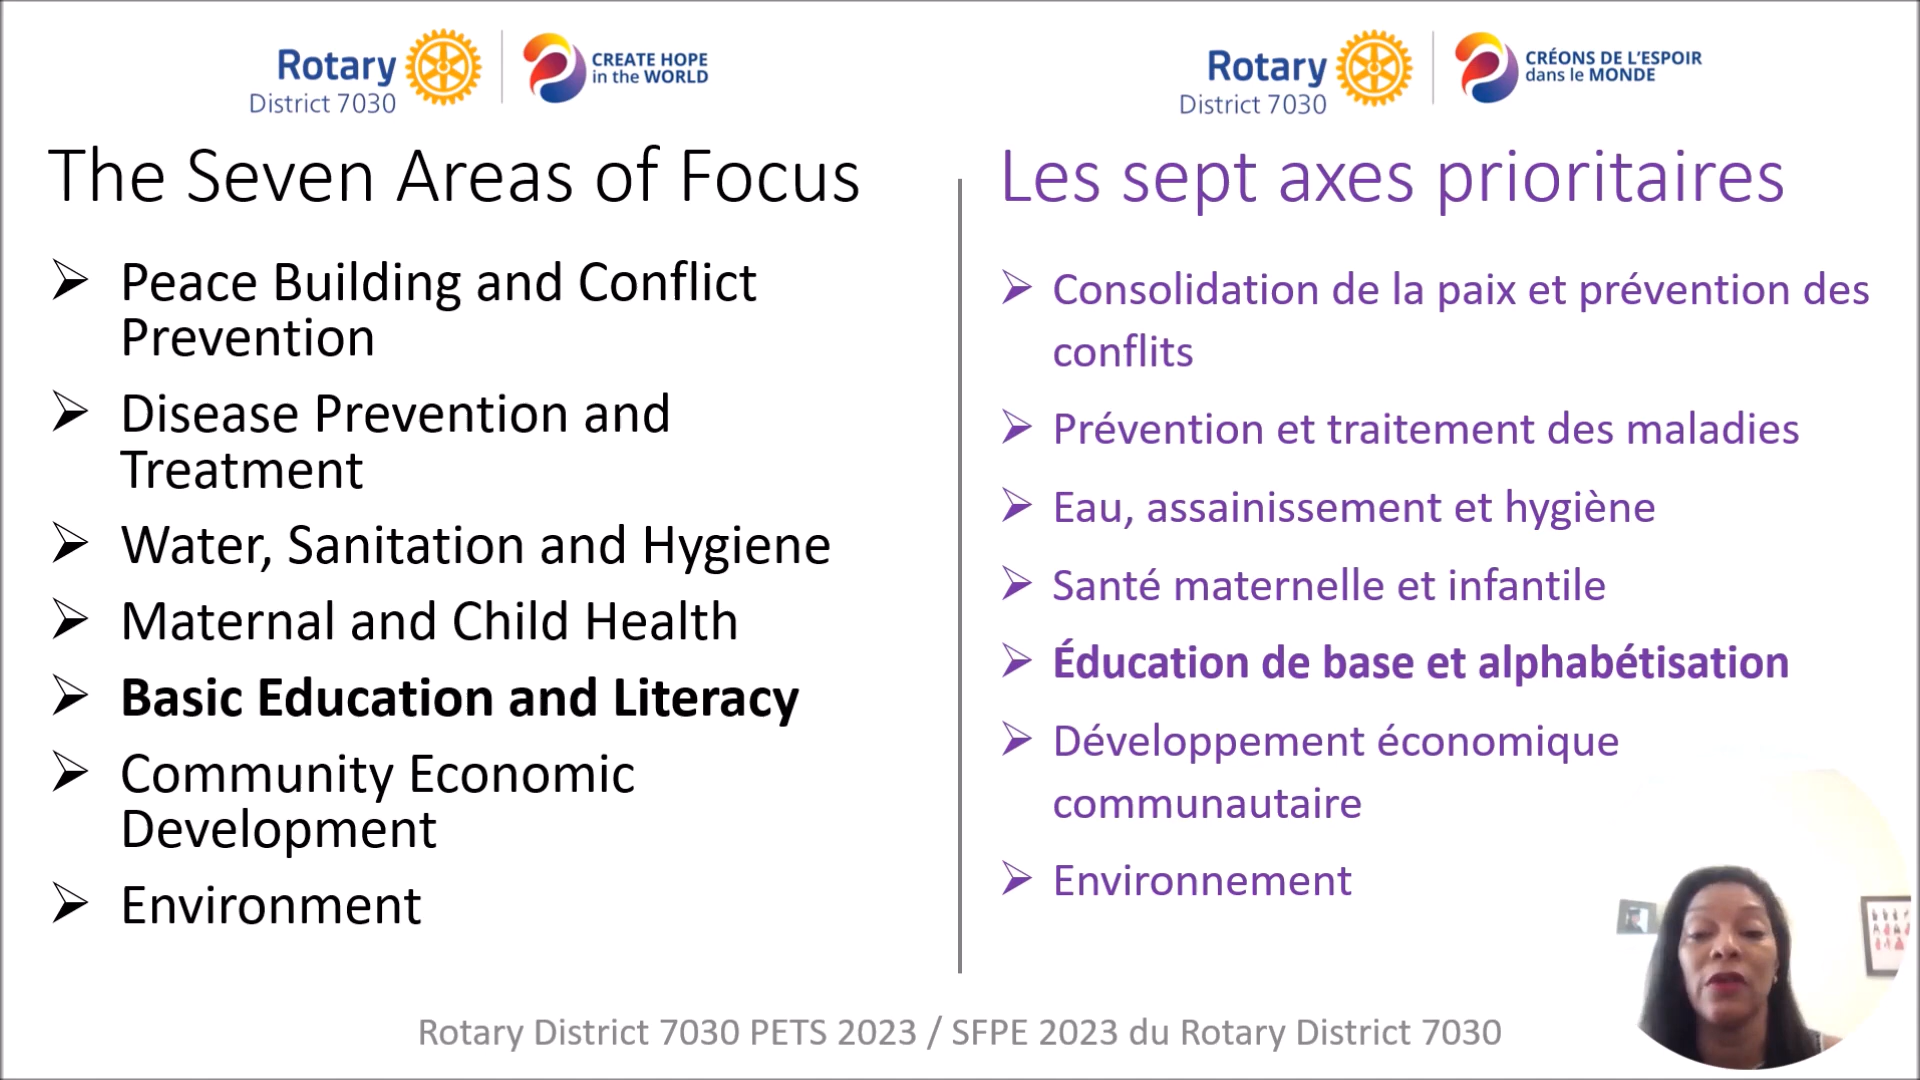 Rotary
District 7030
CREATE HOPE
in the WORLD
The Seven Areas of Focus
➢ Peace Building and Conflict
Prevention
➢ Disease Prevention and
Treatment
➢ Water, Sanitation and Hygiene
➢ Maternal and Child Health
➢ Basic Education and Literacy
➢ Community Economic
Development
➢ Environment
Rotary
District 7030
CRÉONS DE L'ESPOIR
dans le MONDE
Les sept axes prioritaires
➢ Consolidation de la paix et prévention des
conflits
➢ Prévention et traitement des maladies
➢ Eau, assainissement et hygiène
➢ Santé maternelle et infantile
➢ Éducation de base et alphabétisation
➢ Développement économique
communautaire
➢ Environnement
Rotary District 7030 PETS 2023 / SFPE 2023 du Rotary District 7030